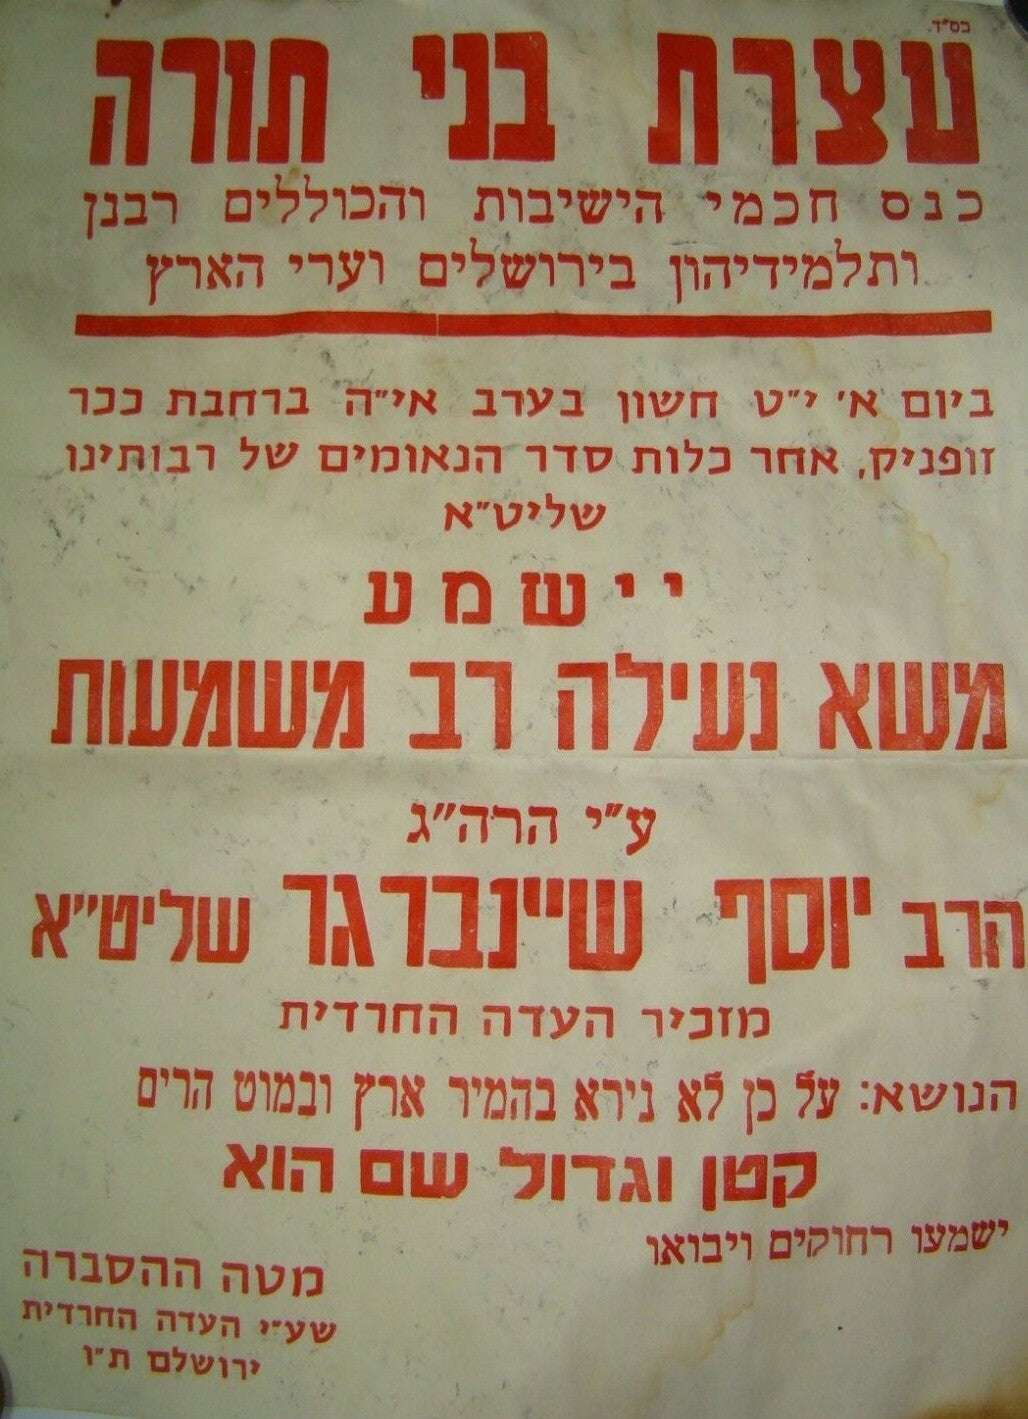 בס"ד.
עצרת בני תורה
כנס חכמי הישיבות והכוללים רבנן
ותלמידיהון בירושלים וערי הארץ
ביום א׳ י״ט חשון בערב אי״ה ברחבת ככר
זופניק, אחר כלות סדר הנאומים של רבותינו
שליט״א
יישמע
משא נעילה רב משמעות
ע״י הרה״ג
הרב יוסף שיינברגר שליט״א
מזכיר העדה החרדית
הנושא: על כן לא נירא בהמיר ארץ ובמוט הרים
קטן וגדול שם הוא
ישמעו רחוקים ויבואו
מטה ההסברה
שע״י העדה החרדית
ירושלם ת״ו